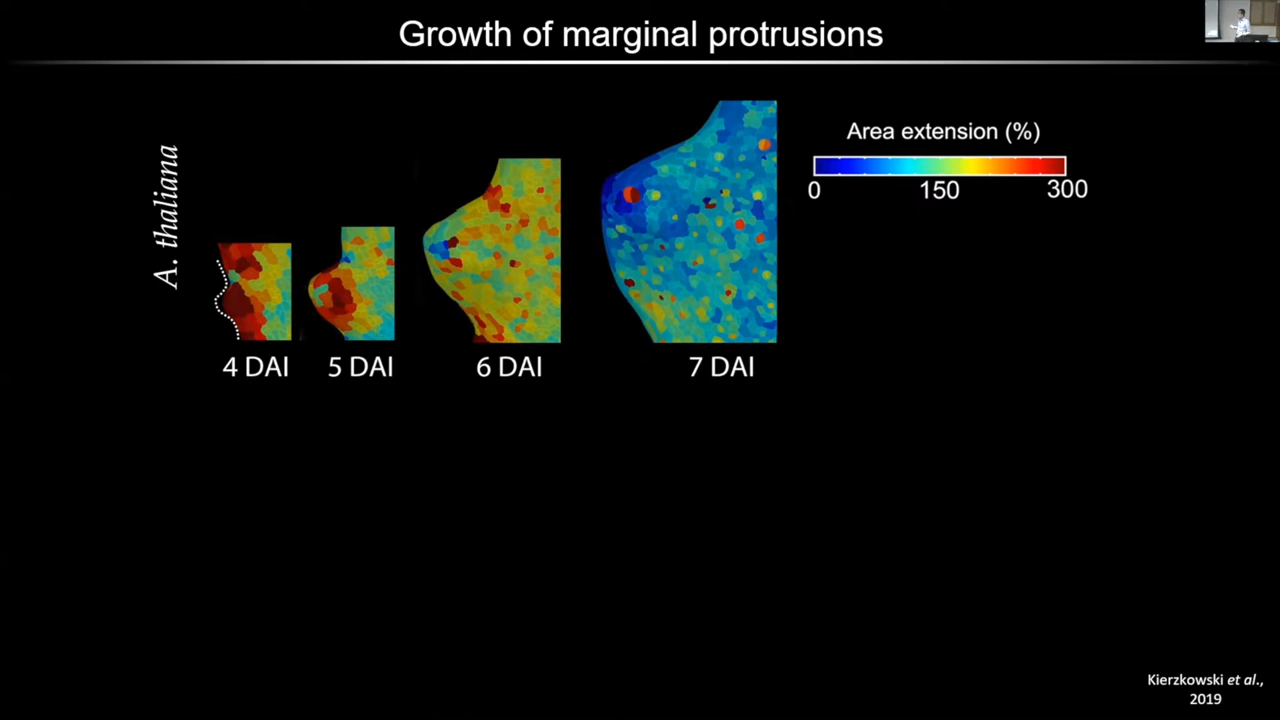 Growth of marginal protrusions
A. thaliana
Area extension (%)
0 150 300
4 DAI 5 DAI 6 DAI 7 DAI
Kierzkowski et al.,
2019